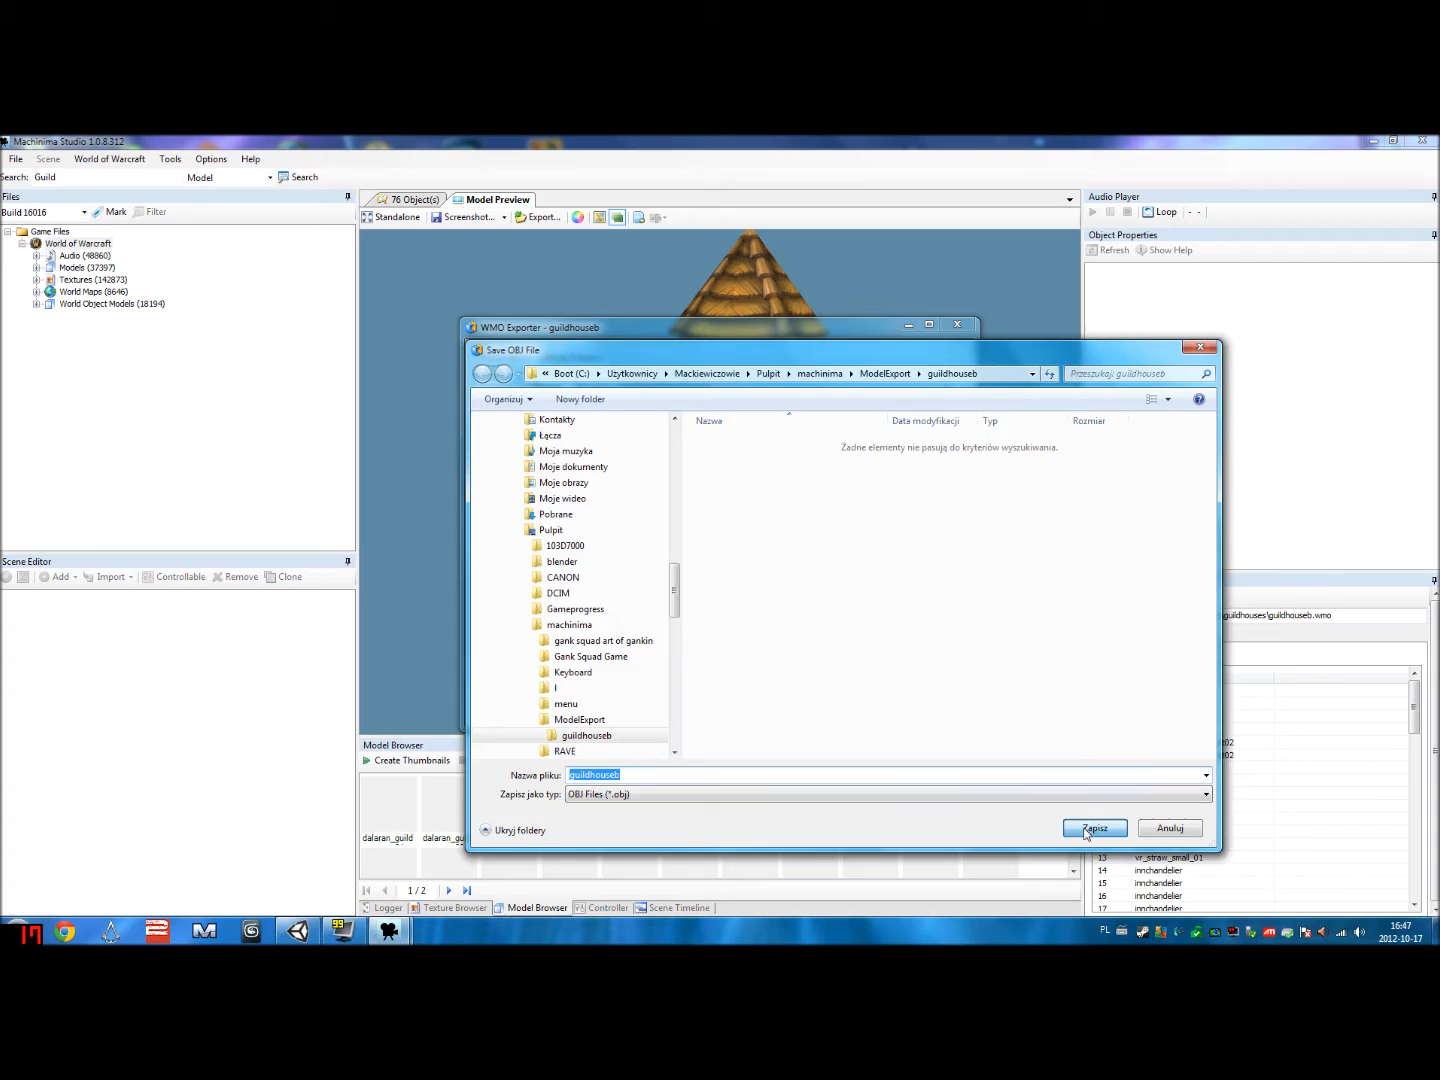 Machinima Studio 1.0.8.312
File Scene World of Warcraft Tools Options Help
Search: Guild Model Search
Files
Build 16016 Mark Filter
Game Files
World of Warcraft
Audio (48860)
Models (37397)
Textures (142873)
World Maps (8646)
World Object Models (18194)
76 Object(s) Model Preview
Standalone Screenshot... Export...
Audio Player
Loop - -
Object Properties
Refresh Show Help
WMO Exporter - guildhouseb
Save OBJ File
« Boot (C:) Użytkownicy Mackiewiczowie Pulpit machinima ModelExport guildhouseb
Przeszukaj: guildhouseb
Organizuj Nowy folder
Kontakty
Łącza
Moja muzyka
Moje dokumenty
Moje obrazy
Moje wideo
Pobrane
Pulpit
103D7000
blender
CANON
DCIM
Gameprogress
machinima
gank squad art of gankin
Gank Squad Game
Keyboard
l
menu
ModelExport
guildhouseb
RAVE
Nazwa Data modyfikacji Typ Rozmiar
Żadne elementy nie pasują do kryteriów wyszukiwania.
Nazwa pliku: guildhouseb
Zapisz jako typ: OBJ Files (*.obj)
Ukryj foldery
Zapisz Anuluj
Scene Editor
Add Import Controllable Remove Clone
guildhouses\guildhouseb.wmo
13 vr_straw_small_01
14 innchandelier
15 innchandelier
16 innchandelier
17 innchandelier
Model Browser
Create Thumbnails
dalaran_guild dalaran_gu
1 / 2
Logger Texture Browser Model Browser Controller Scene Timeline
99
PL
16:47
2012-10-17